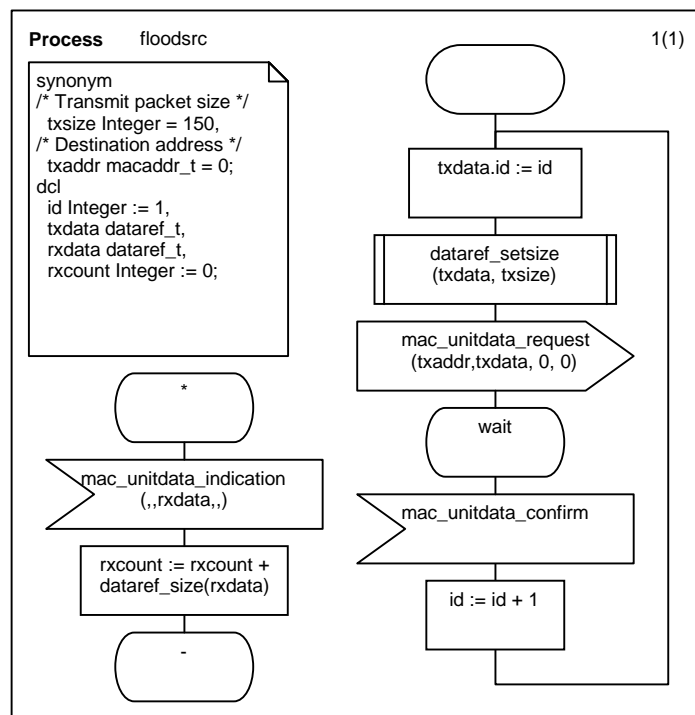 Process floodsrc 1(1)
synonym
/* Transmit packet size */
txsize Integer = 150,
/* Destination address */
txaddr macaddr_t = 0;
dcl
id Integer := 1,
txdata dataref_t,
rxdata dataref_t,
rxcount Integer := 0;
*
mac_unitdata_indication
(,,rxdata,,)
rxcount := rxcount +
dataref_size(rxdata)
-
txdata.id := id
dataref_setsize
(txdata, txsize)
mac_unitdata_request
(txaddr,txdata, 0, 0)
wait
mac_unitdata_confirm
id := id + 1